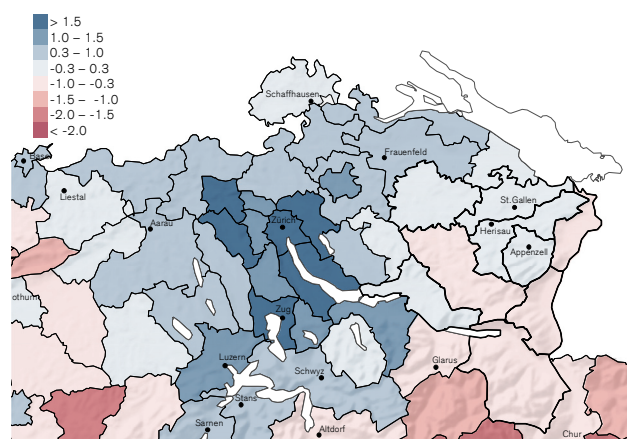 > 1.5
1.0 – 1.5
0.3 – 1.0
-0.3 – 0.3
-1.0 – -0.3
-1.5 – -1.0
-2.0 – -1.5
< -2.0
Schaffhausen
Basel
Frauenfeld
Liestal
St.Gallen
Aarau
Zürich
Herisau
Appenzell
othurn
Zug
Luzern
Glarus
Schwyz
Stans
Sarnen
Altdorf
Chur